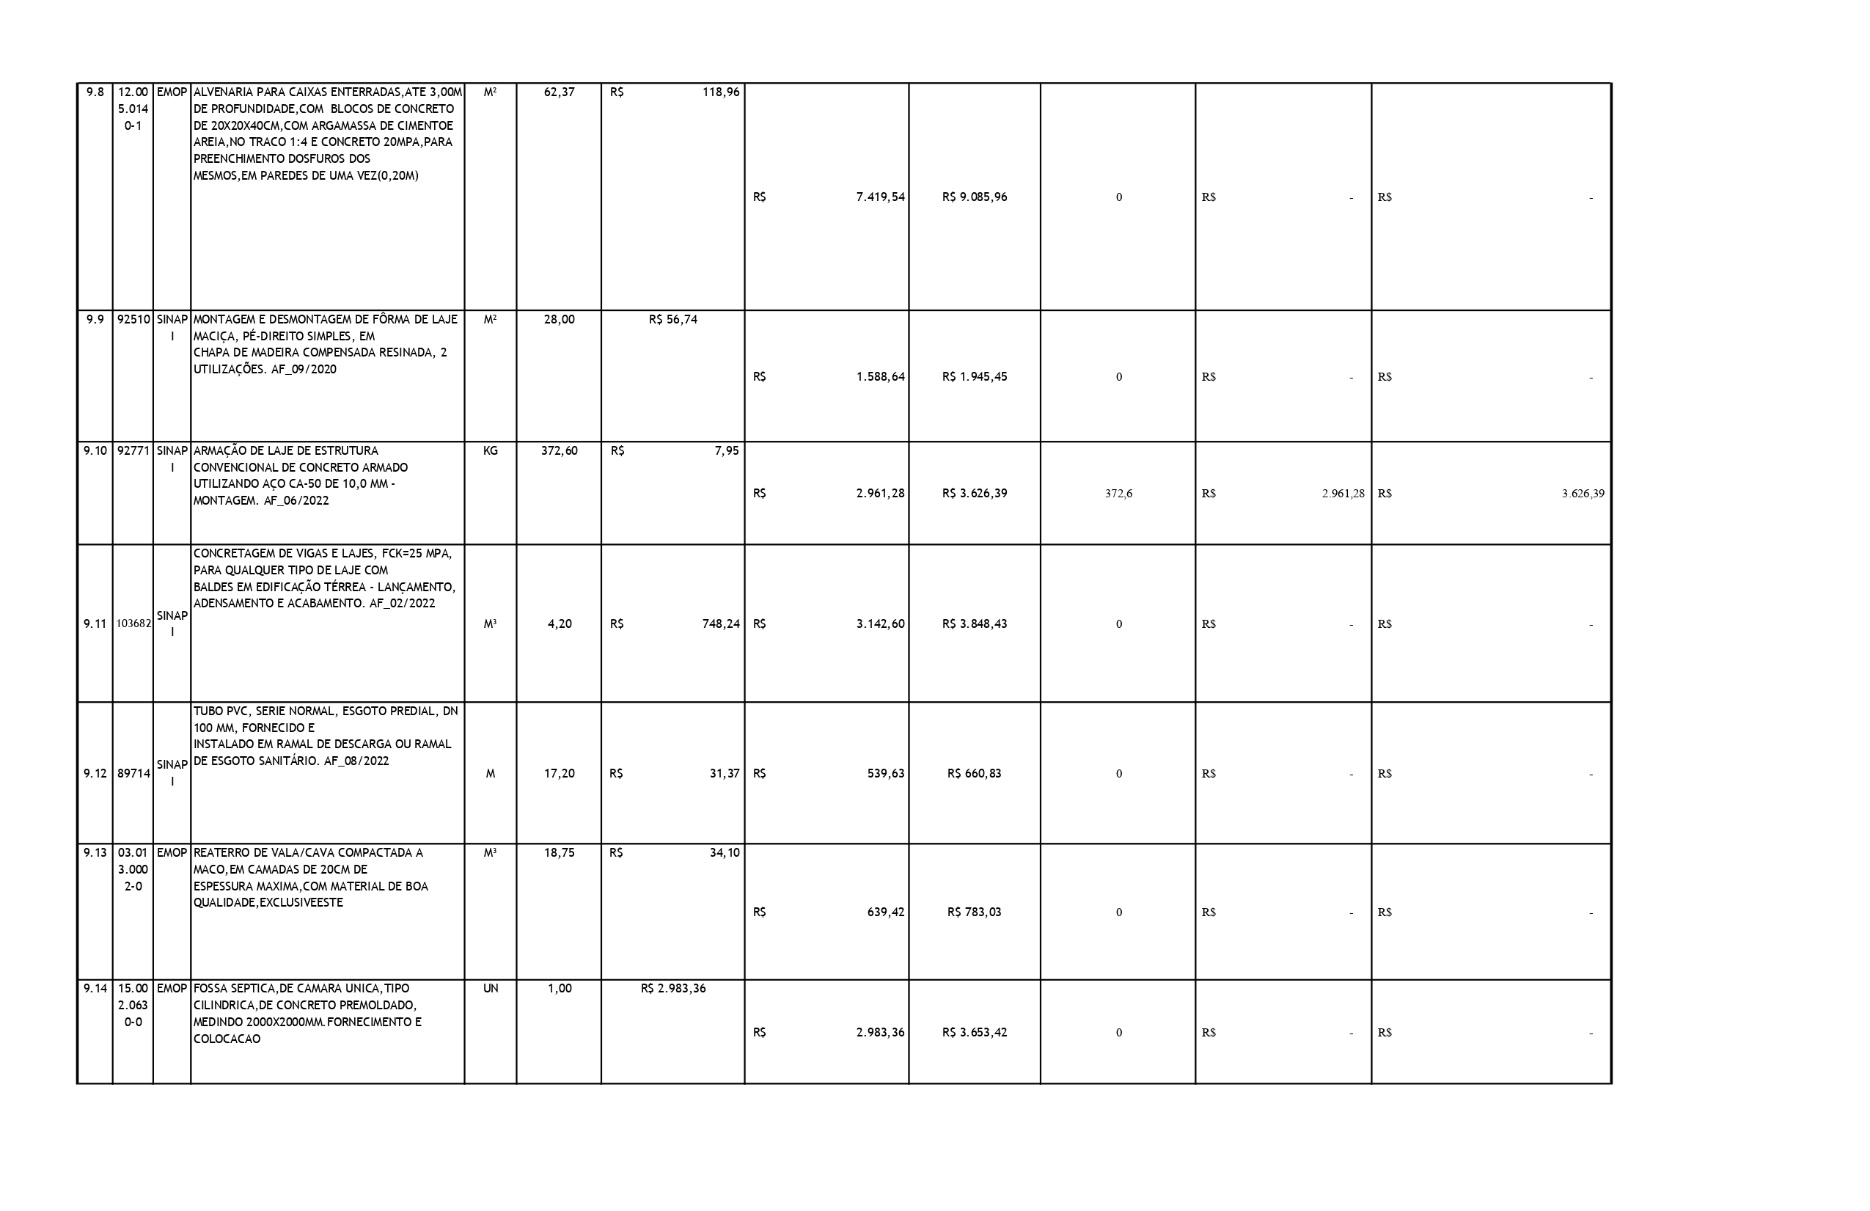 9.8 12.00 EMOP ALVENARIA PARA CAIXAS ENTERRADAS,ATE 3,00M M² 62,37 R$ 118,96
5.014 DE PROFUNDIDADE,COM BLOCOS DE CONCRETO
0-1 DE 20X20X40CM,COM ARGAMASSA DE CIMENTOE
AREIA,NO TRACO 1:4 E CONCRETO 20MPA,PARA
PREENCHIMENTO DOSFUROS DOS
MESMOS,EM PAREDES DE UMA VEZ(0,20M)
R$ 7.419,54 R$ 9.085,96 0 R$ - R$ -
9.9 92510 SINAP MONTAGEM E DESMONTAGEM DE FÔRMA DE LAJE M² 28,00 R$ 56,74
I MACIÇA, PÉ-DIREITO SIMPLES, EM
CHAPA DE MADEIRA COMPENSADA RESINADA, 2
UTILIZAÇÕES. AF_09/2020
R$ 1.588,64 R$ 1.945,45 0 R$ - R$ -
9.10 92771 SINAP ARMAÇÃO DE LAJE DE ESTRUTURA KG 372,60 R$ 7,95
I CONVENCIONAL DE CONCRETO ARMADO
UTILIZANDO AÇO CA-50 DE 10,0 MM -
MONTAGEM. AF_06/2022
R$ 2.961,28 R$ 3.626,39 372,6 R$ 2.961,28 R$ 3.626,39
CONCRETAGEM DE VIGAS E LAJES, FCK=25 MPA,
PARA QUALQUER TIPO DE LAJE COM
BALDES EM EDIFICAÇÃO TÉRREA - LANÇAMENTO,
ADENSAMENTO E ACABAMENTO. AF_02/2022
SINAP
9.11 103682 M³ 4,20 R$ 748,24 R$ 3.142,60 R$ 3.848,43 0 R$ - R$ -
I
TUBO PVC, SERIE NORMAL, ESGOTO PREDIAL, DN
100 MM, FORNECIDO E
INSTALADO EM RAMAL DE DESCARGA OU RAMAL
DE ESGOTO SANITÁRIO. AF_08/2022
SINAP
9.12 89714 M 17,20 R$ 31,37 R$ 539,63 R$ 660,83 0 R$ - R$ -
I
9.13 03.01 EMOP REATERRO DE VALA/CAVA COMPACTADA A M³ 18,75 R$ 34,10
3.000 MACO,EM CAMADAS DE 20CM DE
2-0 ESPESSURA MAXIMA,COM MATERIAL DE BOA
QUALIDADE,EXCLUSIVEESTE
R$ 639,42 R$ 783,03 0 R$ - R$ -
9.14 15.00 EMOP FOSSA SEPTICA,DE CAMARA UNICA,TIPO UN 1,00 R$ 2.983,36
2.063 CILINDRICA,DE CONCRETO PREMOLDADO,
0-0 MEDINDO 2000X2000MM.FORNECIMENTO E
COLOCACAO
R$ 2.983,36 R$ 3.653,42 0 R$ - R$ -